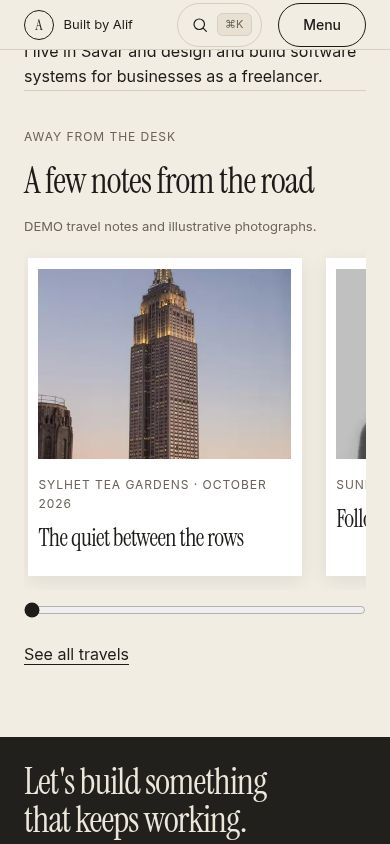 A Built by Alif ⌘K Menu
I live in Savar and design and build software
systems for businesses as a freelancer.
AWAY FROM THE DESK
A few notes from the road
DEMO travel notes and illustrative photographs.
SYLHET TEA GARDENS · OCTOBER
2026
The quiet between the rows
See all travels
Let's build something
that keeps working.